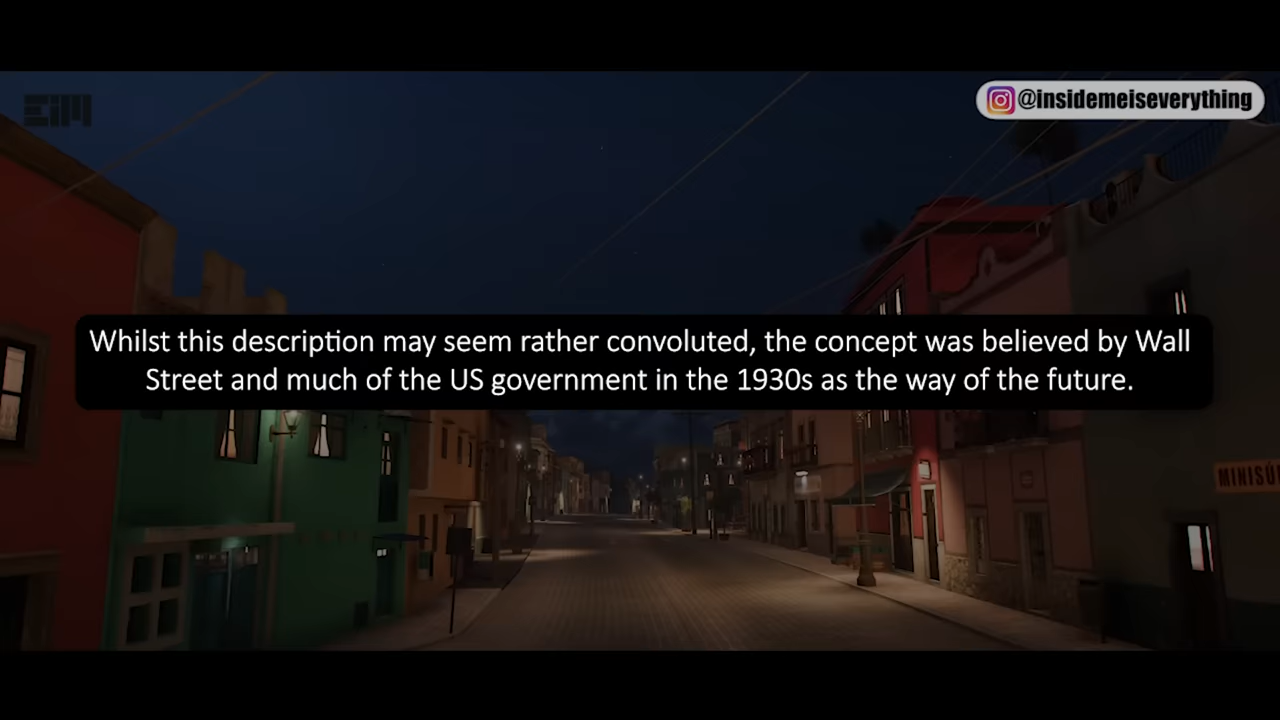 EiM
@insidemeiseverything
Whilst this description may seem rather convoluted, the concept was believed by Wall
Street and much of the US government in the 1930s as the way of the future.